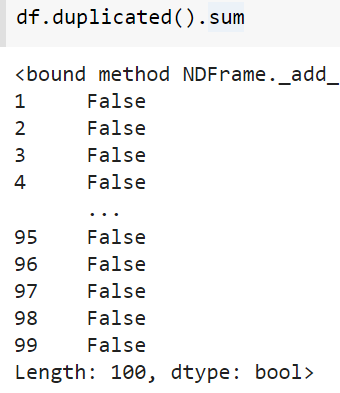 df.duplicated().sum
<bound method NDFrame._add_
1 False
2 False
3 False
4 False
...
95 False
96 False
97 False
98 False
99 False
Length: 100, dtype: bool>